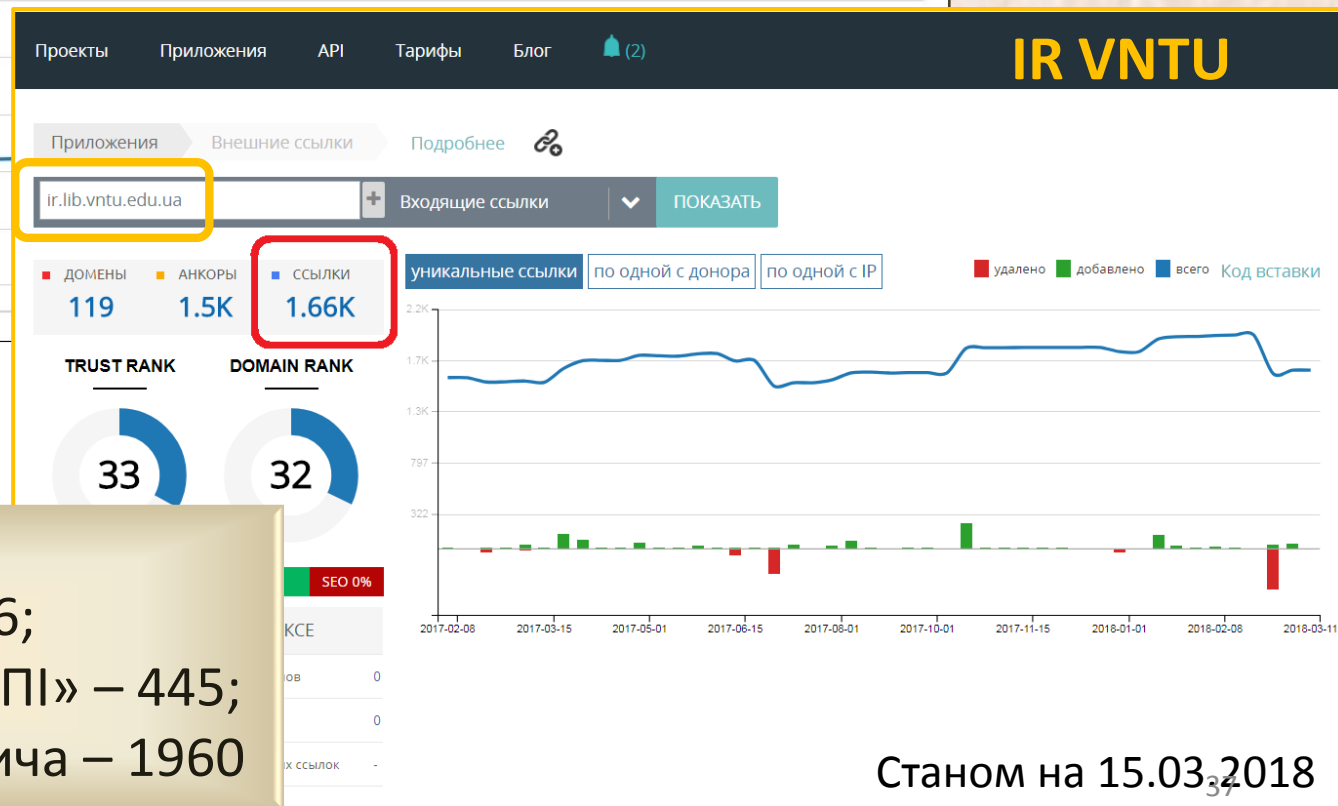 Проекты Приложения API Тарифы Блог (2) IR VNTU
Приложения Внешние ссылки Подробнее
ir.lib.vntu.edu.ua + Входящие ссылки ПОКАЗАТЬ
ДОМЕНЫ АНКОРЫ ССЫЛКИ
119 1.5K 1.66K
уникальные ссылки по одной с донора по одной с IP
удалено добавлено всего Код вставки
TRUST RANK DOMAIN RANK
33 32
2.2K
1.7K
1.3K
797
322
2017-02-08 2017-03-15 2017-05-01 2017-06-15 2017-08-01 2017-10-01 2017-11-15 2018-01-01 2018-02-08 2018-03-11
SEO 0%
КСЕ
ов 0
0
х ссылок -
6;
ПІ» – 445;
ича – 1960
Станом на 15.03.2018
37